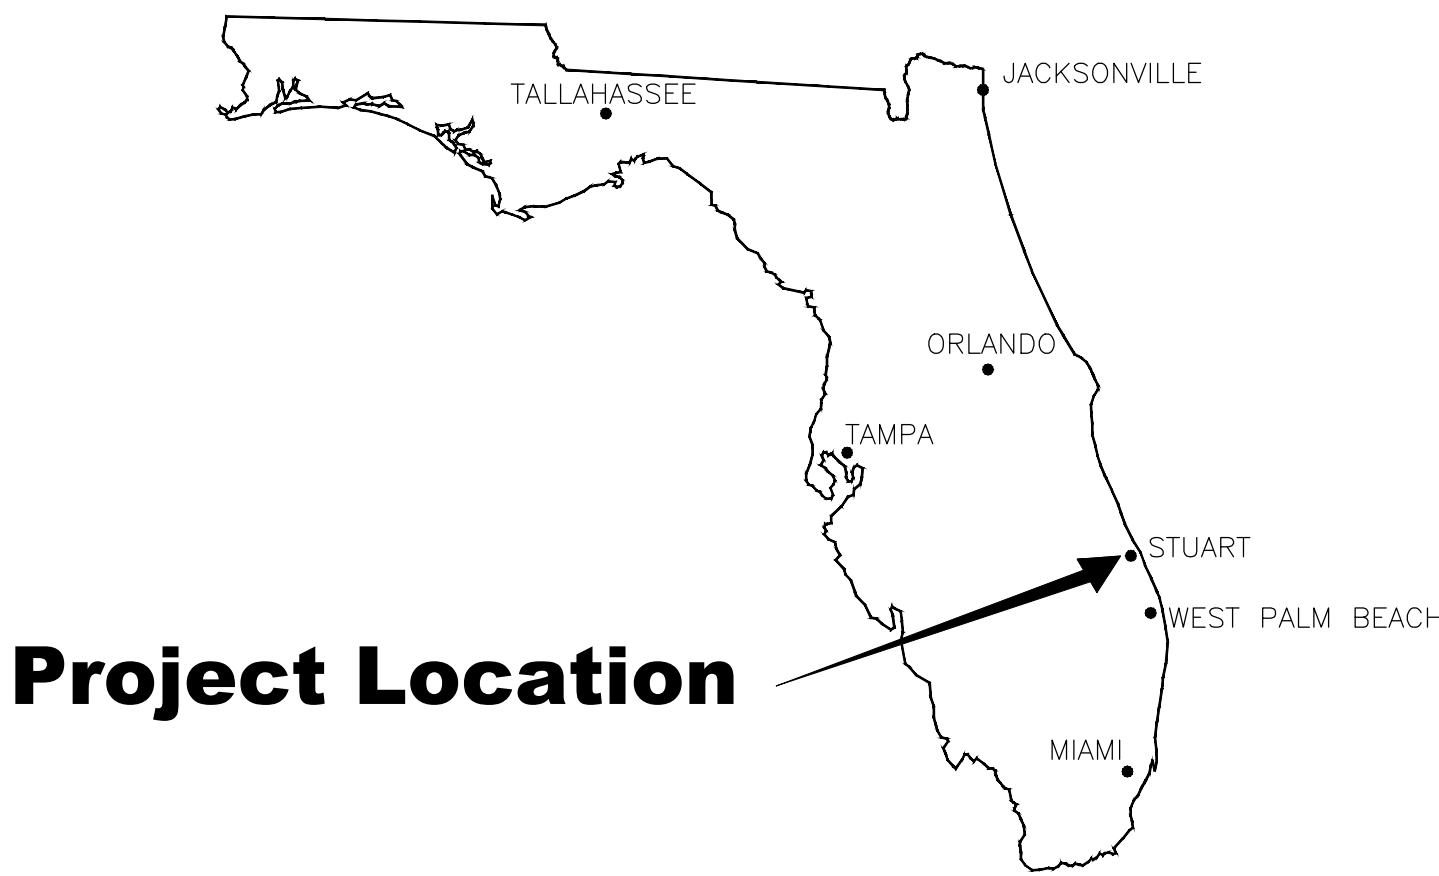 JACKSONVILLE
TALLAHASSEE
ORLANDO
TAMPA
STUART
WEST PALM BEACH
Project Location
MIAMI